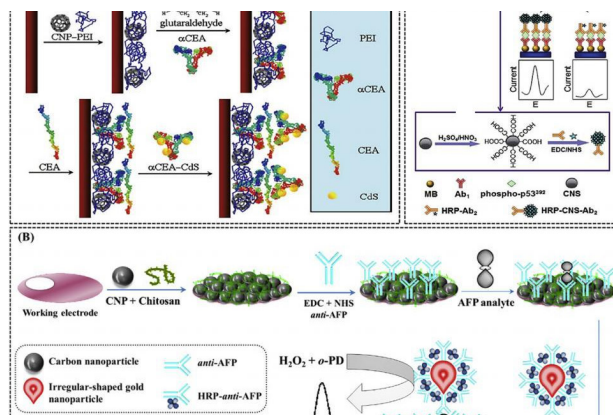 glutaraldehyde
CNP-PEI
αCEA
PEI
αCEA
CEA
αCEA-CdS
CEA
CdS
Current
E
Current
E
H₂SO₄/HNO₃
HOOC
COOH
EDC/NHS
MB
Ab₁
phospho-p53³⁹²
CNS
HRP-Ab₂
HRP-CNS-Ab₂
(B)
Working electrode
CNP + Chitosan
EDC + NHS
anti-AFP
AFP analyte
Carbon nanoparticle
anti-AFP
Irregular-shaped gold nanoparticle
HRP-anti-AFP
H₂O₂ + o-PD